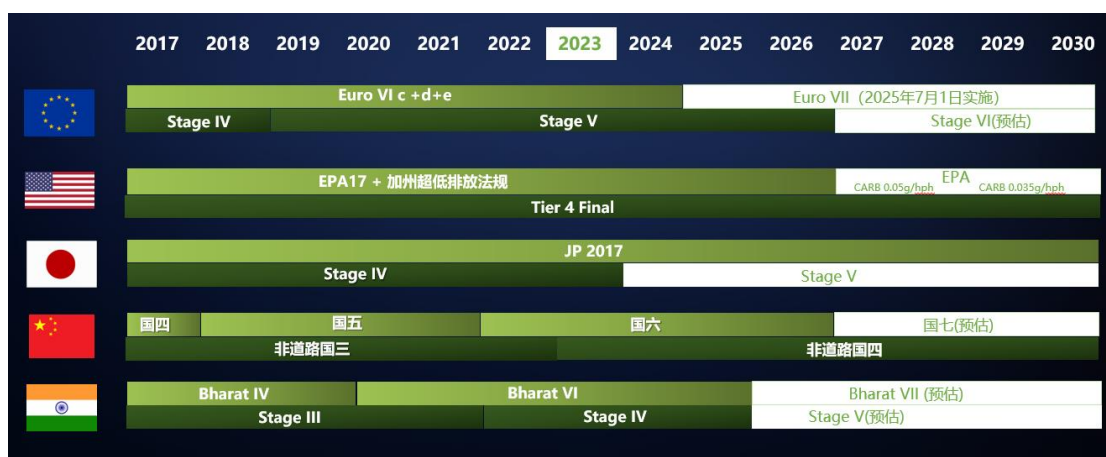 2017 2018 2019 2020 2021 2022 2023 2024 2025 2026 2027 2028 2029 2030
Euro VI c +d+e Euro VII（2025年7月1日实施)
Stage IV Stage V Stage VI(预估)
EPA17 + 加州超低排放法规 EPA
CARB 0.05g/hph CARB 0.035g/hph
Tier 4 Final
JP 2017
Stage IV Stage V
国四 国五 国六 国七(预估)
非道路国三 非道路国四
Bharat IV Bharat VI Bharat VII (预估)
Stage III Stage IV Stage V(预估)